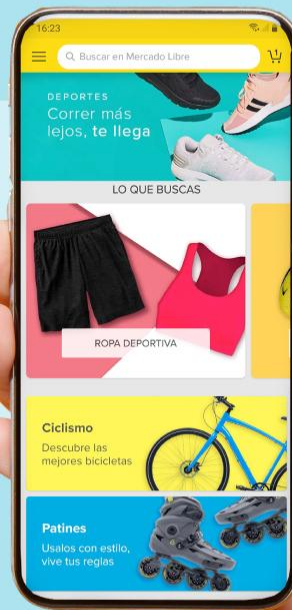 16:23
Buscar en Mercado Libre
1
DEPORTES
Correr más
lejos, te llega
LO QUE BUSCAS
ROPA DEPORTIVA
Ciclismo
Descubre las
mejores bicicletas
Patines
Usalos con estilo,
vive tus reglas